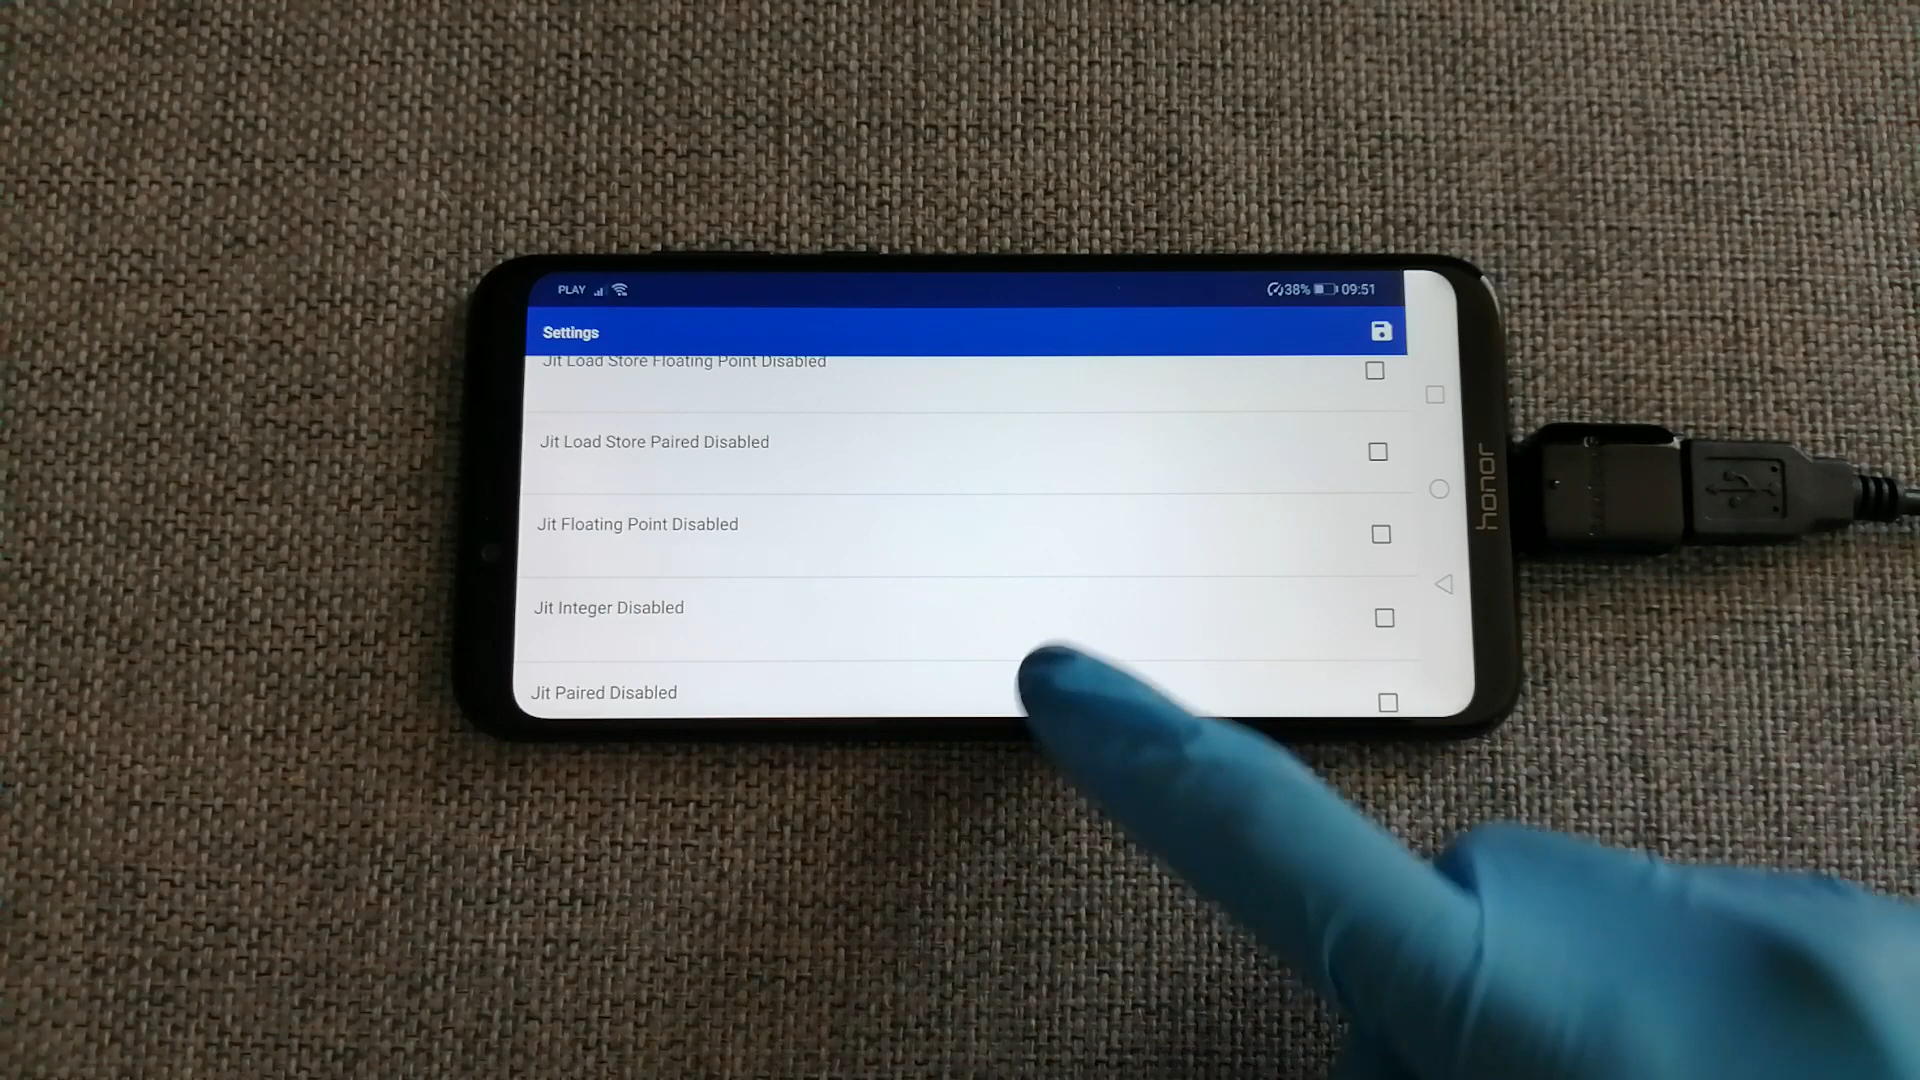 PLAY 38% 09:51
Settings
Jit Load Store Floating Point Disabled
Jit Load Store Paired Disabled
Jit Floating Point Disabled
Jit Integer Disabled
Jit Paired Disabled
honor